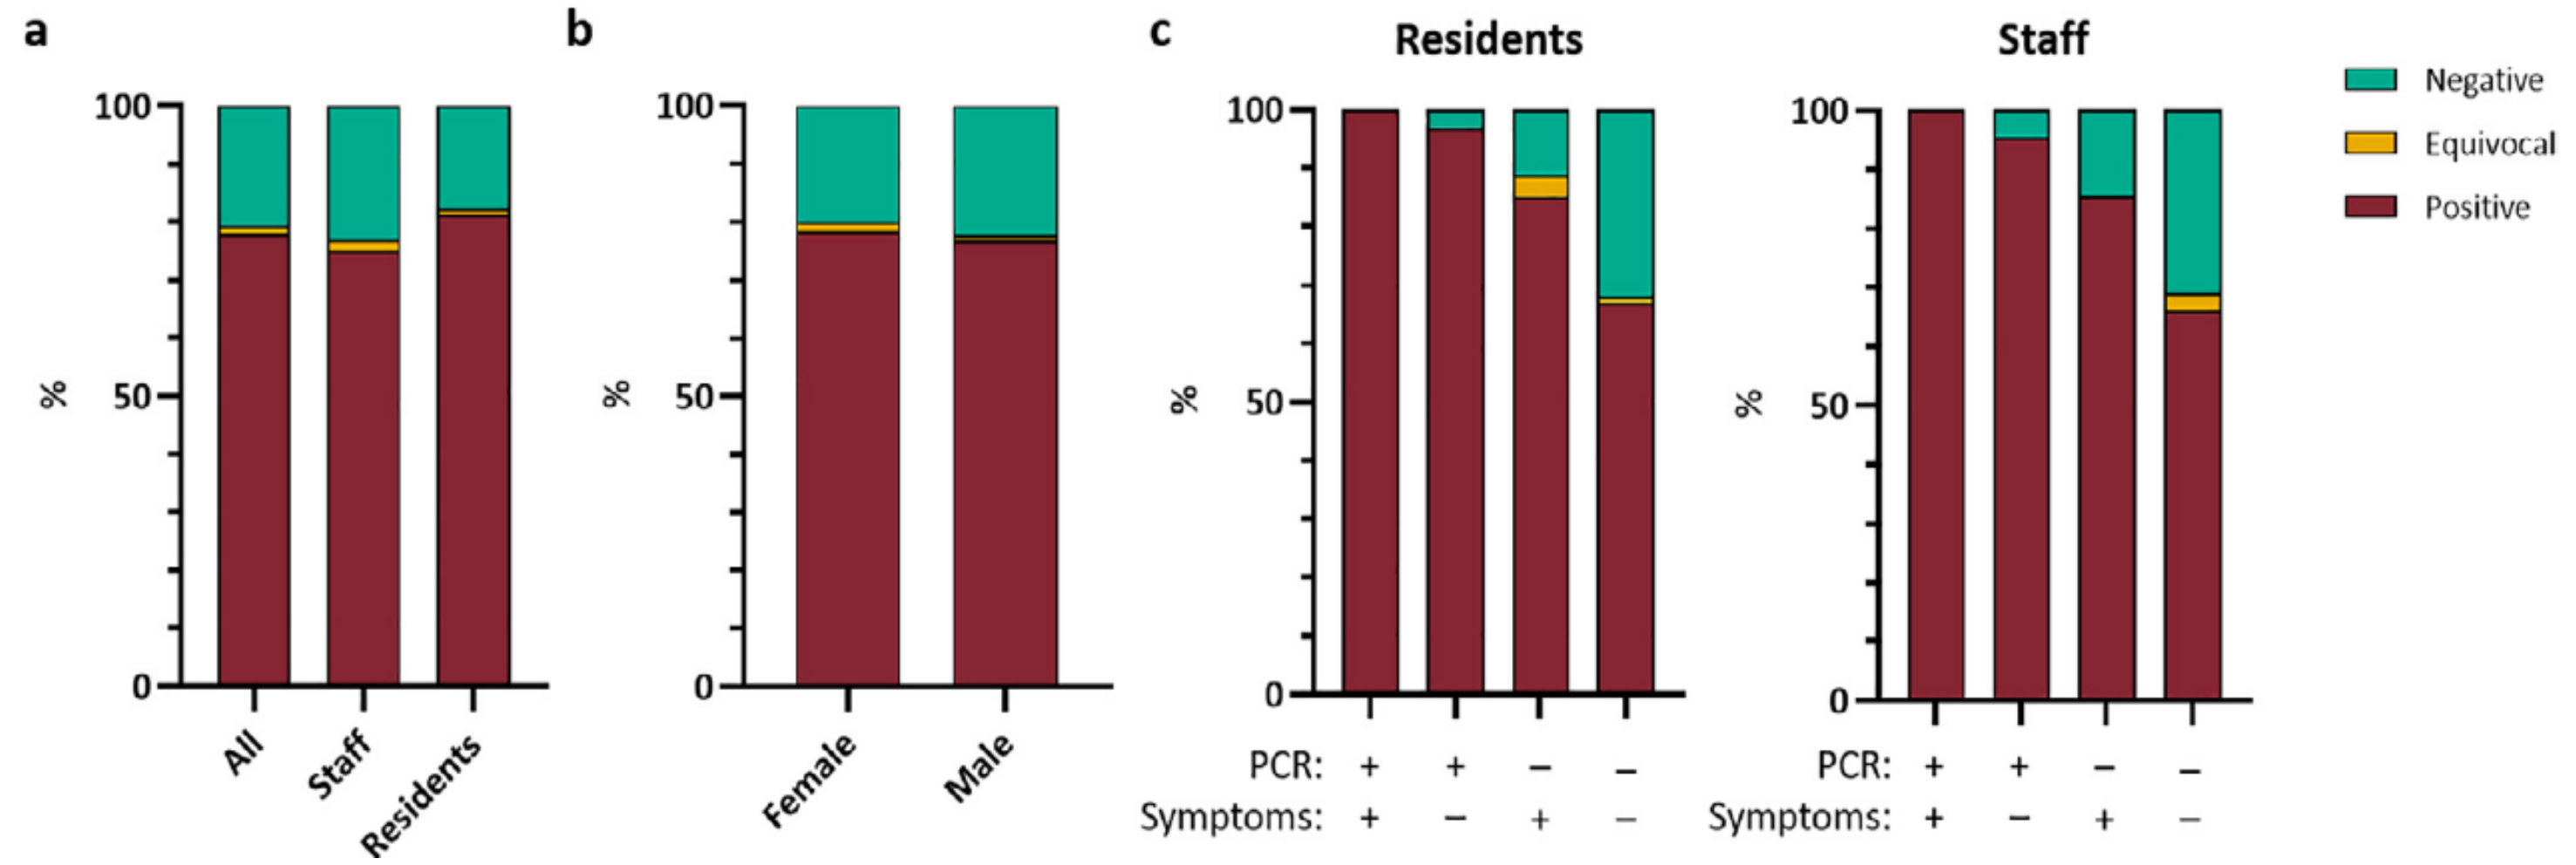 a
100
50
0
%
All
Staff
Residents
b
100
50
0
%
Female
Male
c
Residents
100
50
0
%
PCR: + + − −
Symptoms: + − + −
Staff
100
50
0
%
PCR: + + − −
Symptoms: + − + −
Negative
Equivocal
Positive